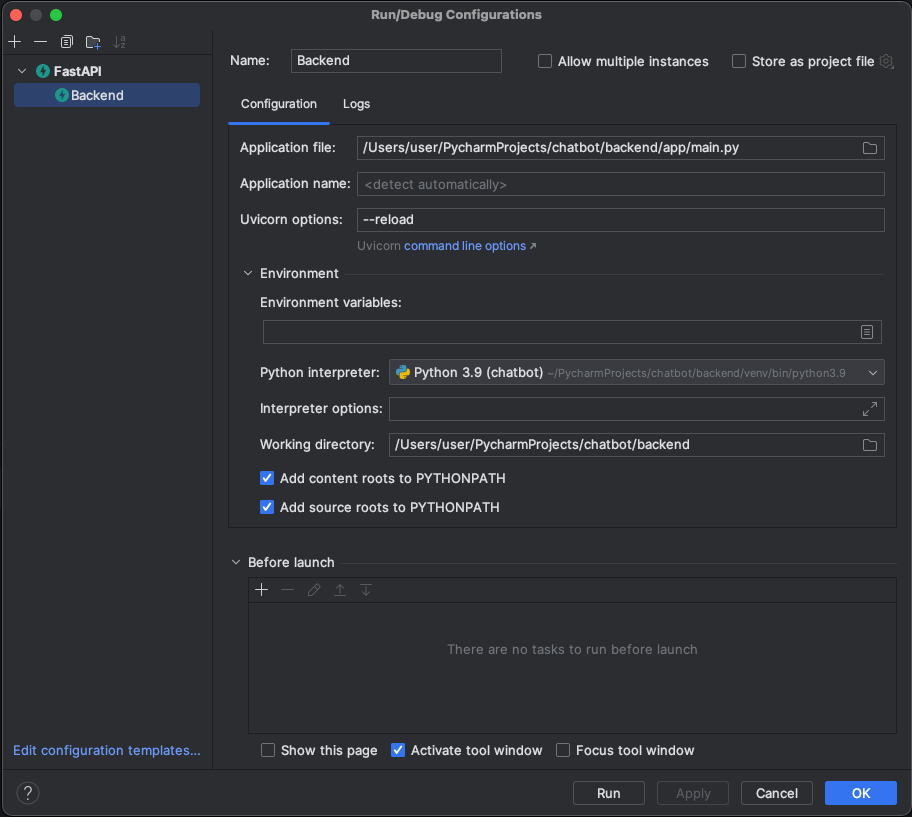 Run/Debug Configurations
FastAPI
Backend
Edit configuration templates...
Name: Backend
Allow multiple instances
Store as project file
Configuration Logs
Application file: /Users/user/PycharmProjects/chatbot/backend/app/main.py
Application name: <detect automatically>
Uvicorn options: --reload
Uvicorn command line options ↗
Environment
Environment variables:
Python interpreter: Python 3.9 (chatbot) ~/PycharmProjects/chatbot/backend/venv/bin/python3.9
Interpreter options:
Working directory: /Users/user/PycharmProjects/chatbot/backend
Add content roots to PYTHONPATH
Add source roots to PYTHONPATH
Before launch
There are no tasks to run before launch
Show this page Activate tool window Focus tool window
? Run Apply Cancel OK